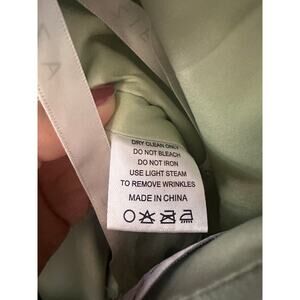 DRY CLEAN ONLY
DO NOT BLEACH
DO NOT IRON
USE LIGHT STEAM
TO REMOVE WRINKLES
MADE IN CHINA